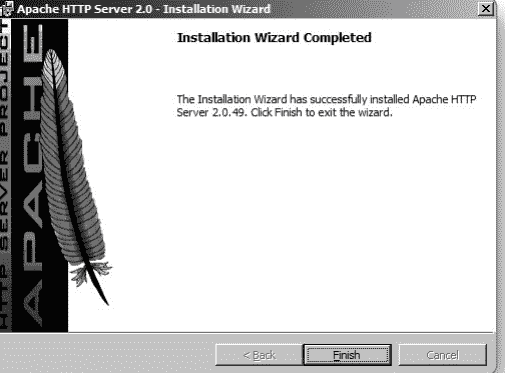 Apache HTTP Server 2.0 - Installation Wizard
HTTP SERVER PROJECT
APACHE
Installation Wizard Completed
The Installation Wizard has successfully installed Apache HTTP
Server 2.0.49. Click Finish to exit the wizard.
< Back
Finish
Cancel